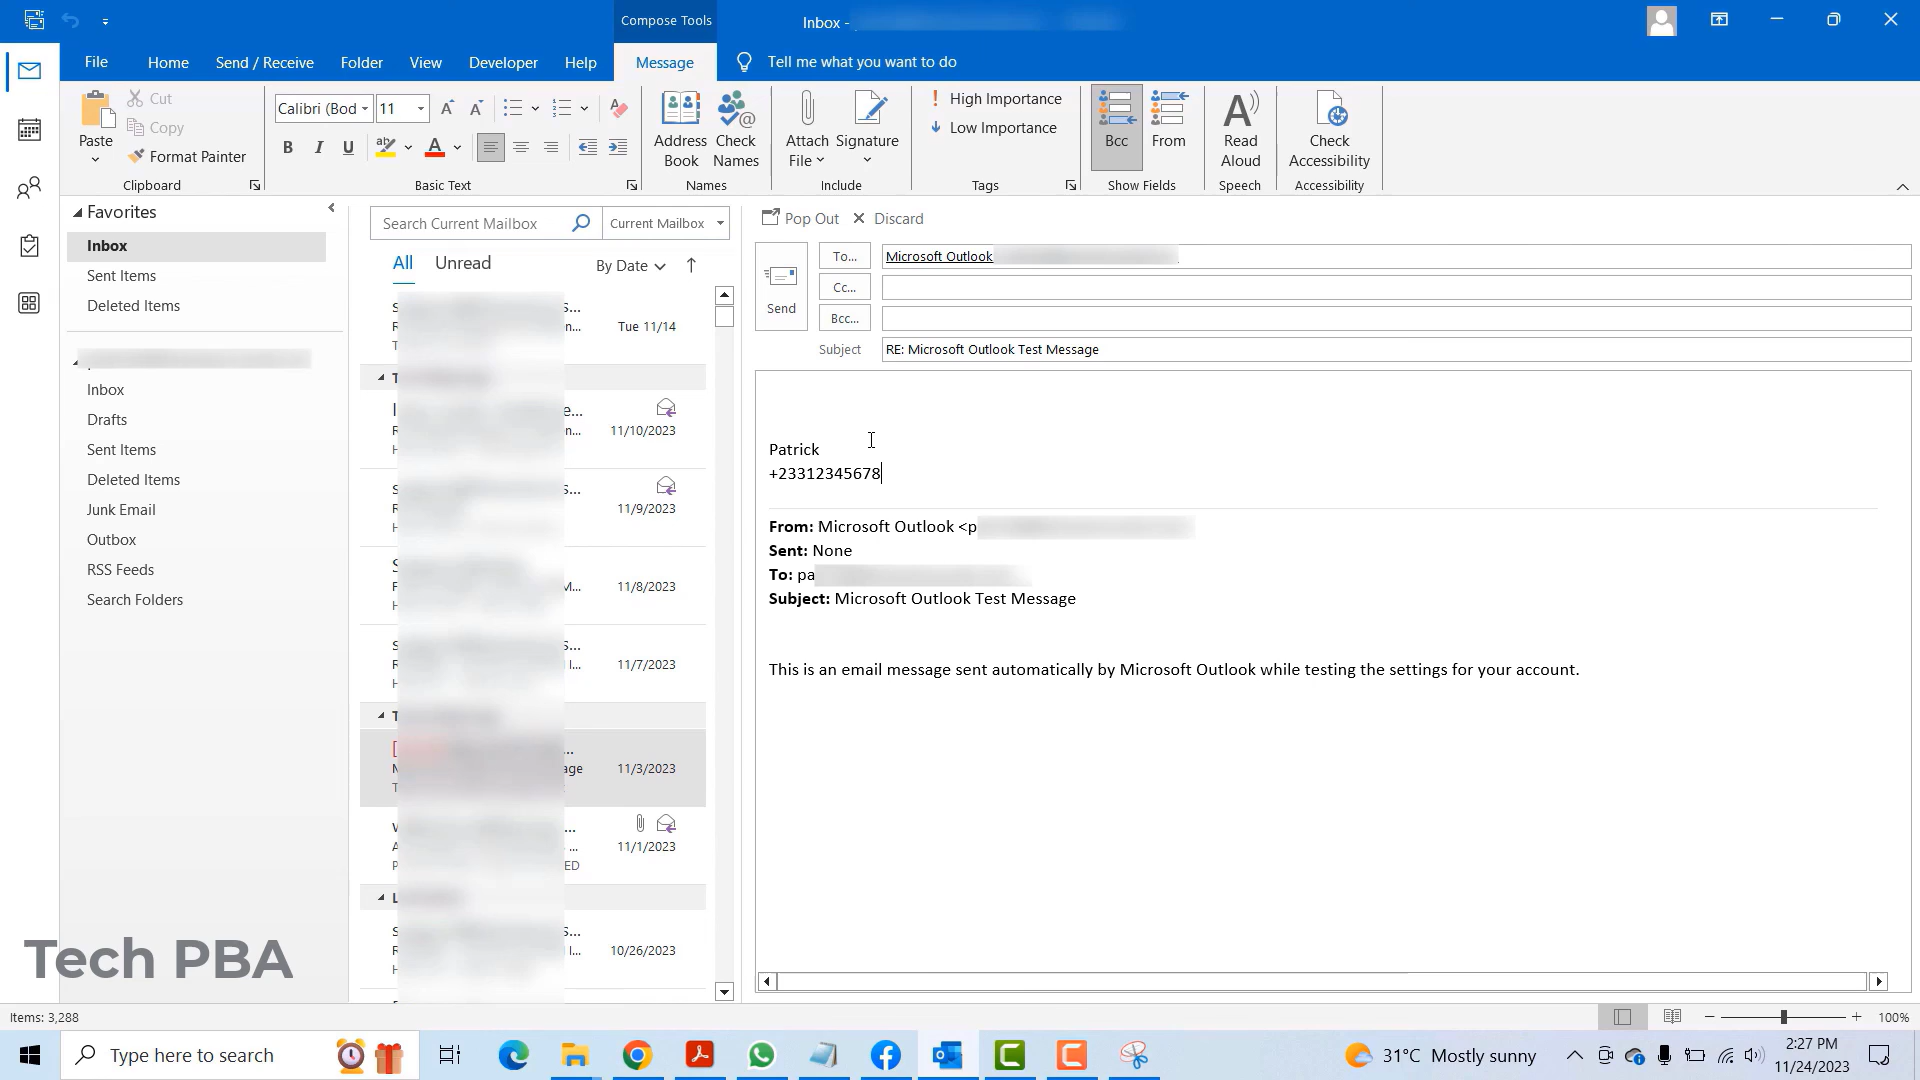 Compose Tools
Inbox -
File Home Send / Receive Folder View Developer Help Message Tell me what you want to do
Paste
Cut
Copy
Format Painter
Clipboard
Calibri (Bod 11
B I U
Basic Text
Address Book
Check Names
Names
Attach File
Signature
Include
High Importance
Low Importance
Tags
Bcc
From
Show Fields
Read Aloud
Speech
Check Accessibility
Accessibility
Favorites
Inbox
Sent Items
Deleted Items
Inbox
Drafts
Sent Items
Deleted Items
Junk Email
Outbox
RSS Feeds
Search Folders
Search Current Mailbox
Current Mailbox
All Unread By Date
Tue 11/14
11/10/2023
11/9/2023
11/8/2023
11/7/2023
11/3/2023
11/1/2023
10/26/2023
Pop Out Discard
Send
To... Microsoft Outlook
Cc...
Bcc...
Subject RE: Microsoft Outlook Test Message
Patrick
+23312345678
From: Microsoft Outlook <p
Sent: None
To: pa
Subject: Microsoft Outlook Test Message
This is an email message sent automatically by Microsoft Outlook while testing the settings for your account.
Tech PBA
Items: 3,288
100%
Type here to search
31°C Mostly sunny
2:27 PM
11/24/2023